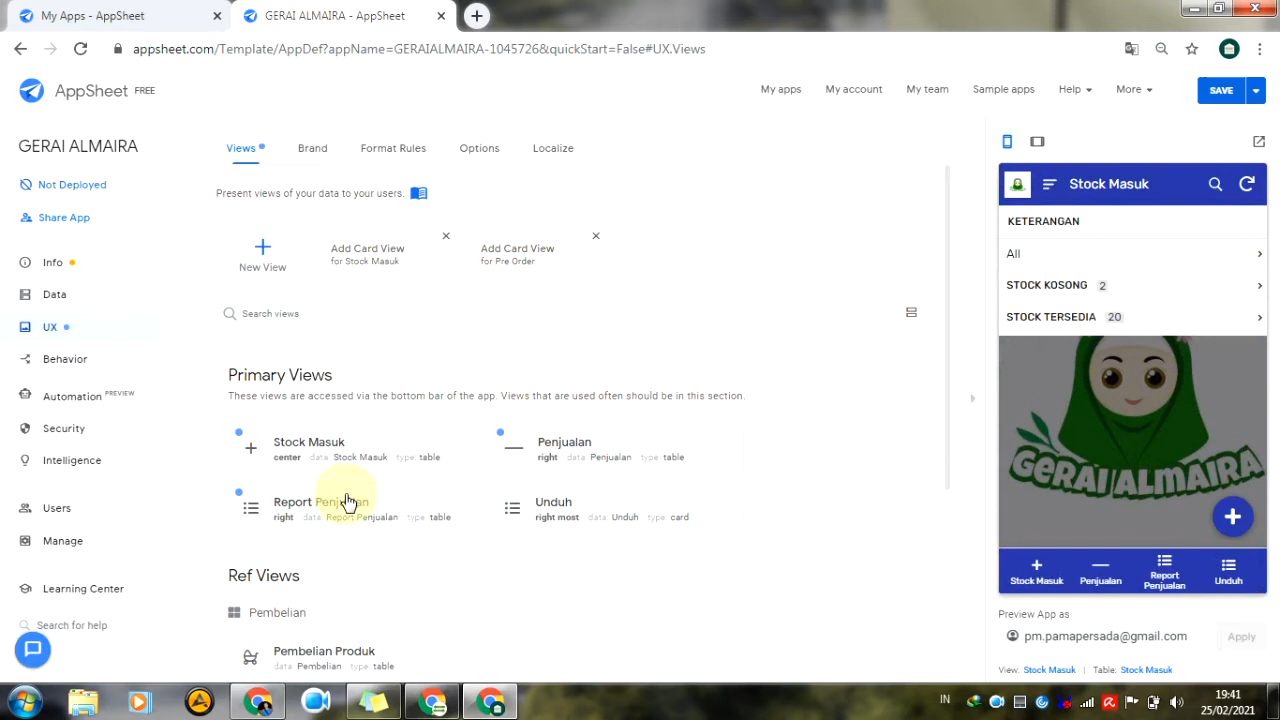 My Apps - AppSheet
GERAI ALMAIRA - AppSheet
appsheet.com/Template/AppDef?appName=GERAIALMAIRA-1045726&quickStart=False#UX.Views
AppSheet FREE
My apps
My account
My team
Sample apps
Help
More
SAVE
GERAI ALMAIRA
Not Deployed
Share App
Info
Data
UX
Behavior
Automation PREVIEW
Security
Intelligence
Users
Manage
Learning Center
Search for help
Views
Brand
Format Rules
Options
Localize
Present views of your data to your users.
New View
Add Card View
for Stock Masuk
Add Card View
for Pre Order
Search views
Primary Views
These views are accessed via the bottom bar of the app. Views that are used often should be in this section.
Stock Masuk
center data: Stock Masuk type: table
Penjualan
right data: Penjualan type: table
Report Penjualan
right data: Report Penjualan type: table
Unduh
right most data: Unduh type: card
Ref Views
Pembelian
Pembelian Produk
data: Pembelian type: table
Stock Masuk
KETERANGAN
All
STOCK KOSONG 2
STOCK TERSEDIA 20
GERAI ALMAIRA
Stock Masuk
Penjualan
Report
Penjualan
Unduh
Preview App as
pm.pamapersada@gmail.com
Apply
View: Stock Masuk | Table: Stock Masuk
IN
19:41
25/02/2021